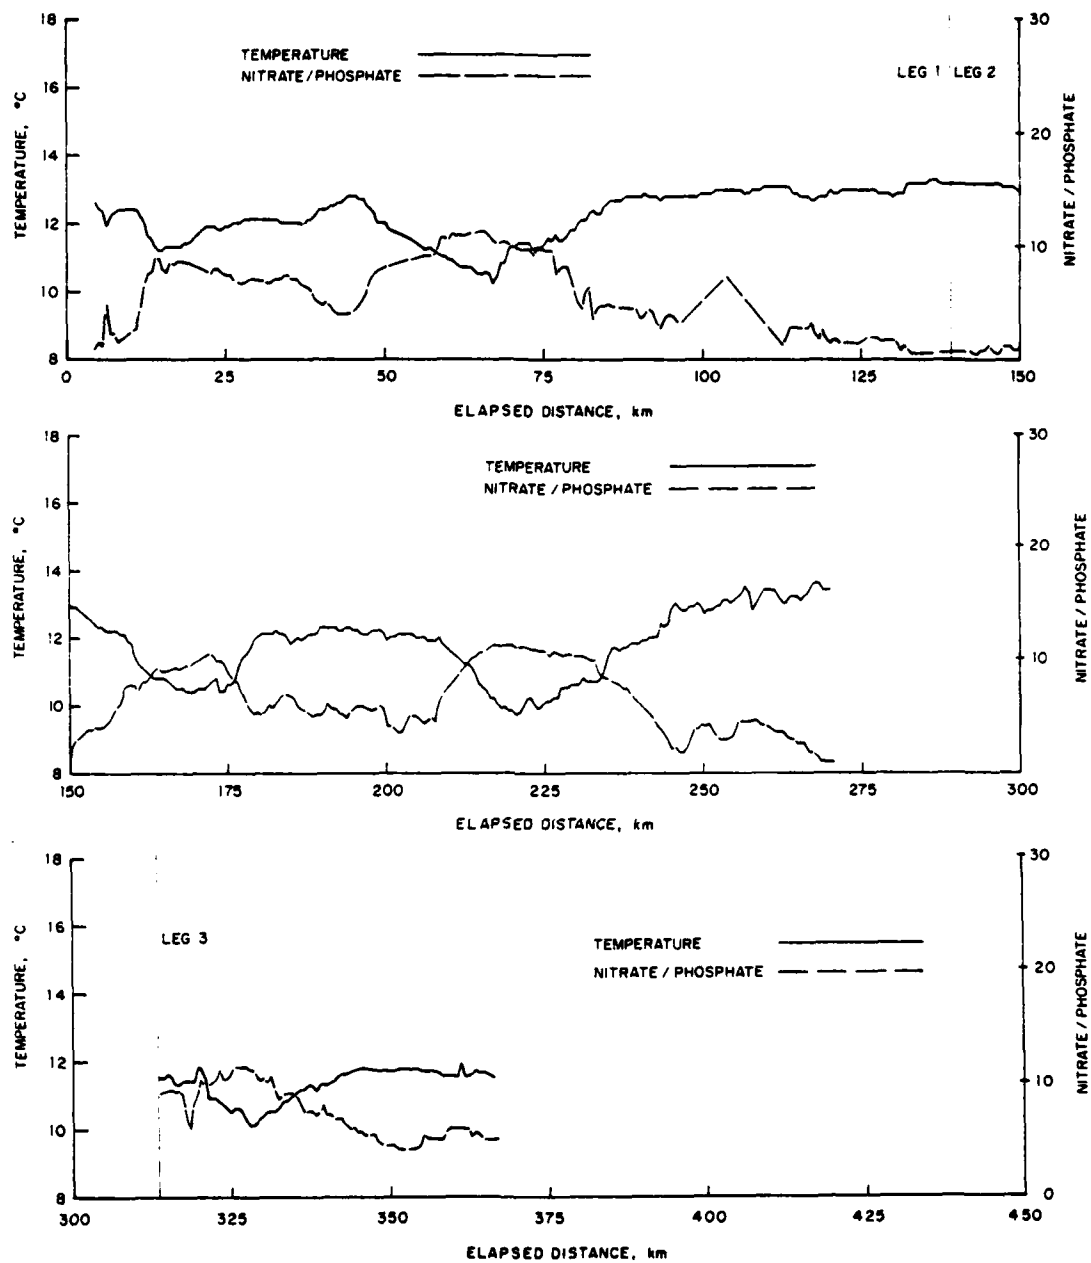 18
16
14
12
10
8
TEMPERATURE, °C
TEMPERATURE
NITRATE/PHOSPHATE
LEG 1 LEG 2
30
20
10
NITRATE / PHOSPHATE
0 25 50 75 100 125 150
ELAPSED DISTANCE, km
18
16
14
12
10
8
TEMPERATURE, °C
TEMPERATURE
NITRATE / PHOSPHATE
30
20
10
NITRATE / PHOSPHATE
150 175 200 225 250 275 300
ELAPSED DISTANCE, km
18
16
14
12
10
8
TEMPERATURE, °C
LEG 3
TEMPERATURE
NITRATE / PHOSPHATE
30
20
10
0
NITRATE / PHOSPHATE
300 325 350 375 400 425 450
ELAPSED DISTANCE, km